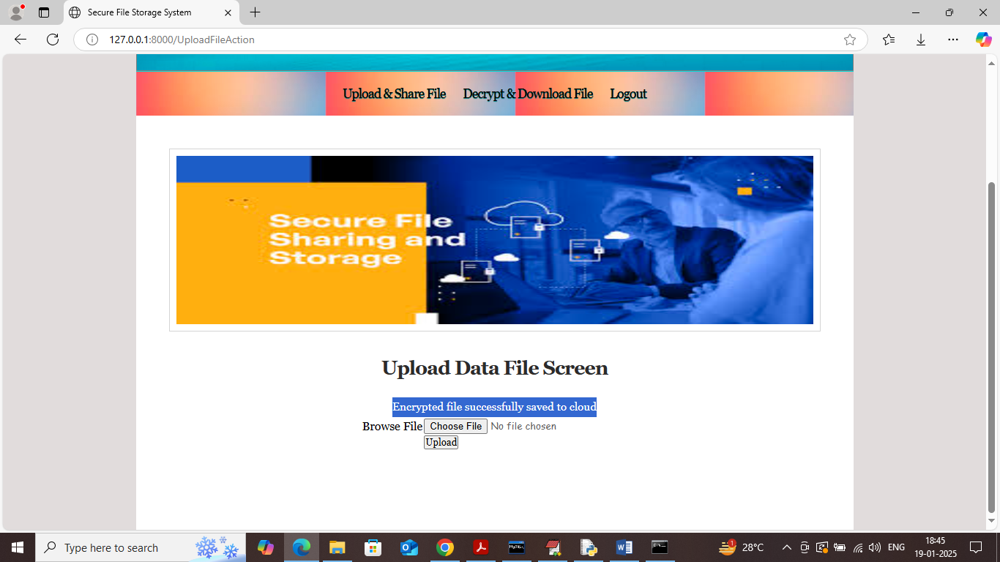 Secure File Storage System
127.0.0.1:8000/UploadFileAction
Upload & Share File Decrypt & Download File Logout
Secure File
Sharing and
Storage
Upload Data File Screen
Encrypted file successfully saved to cloud
Browse File Choose File No file chosen
Upload
Type here to search
1
28°C
ENG
18:45
19-01-2025